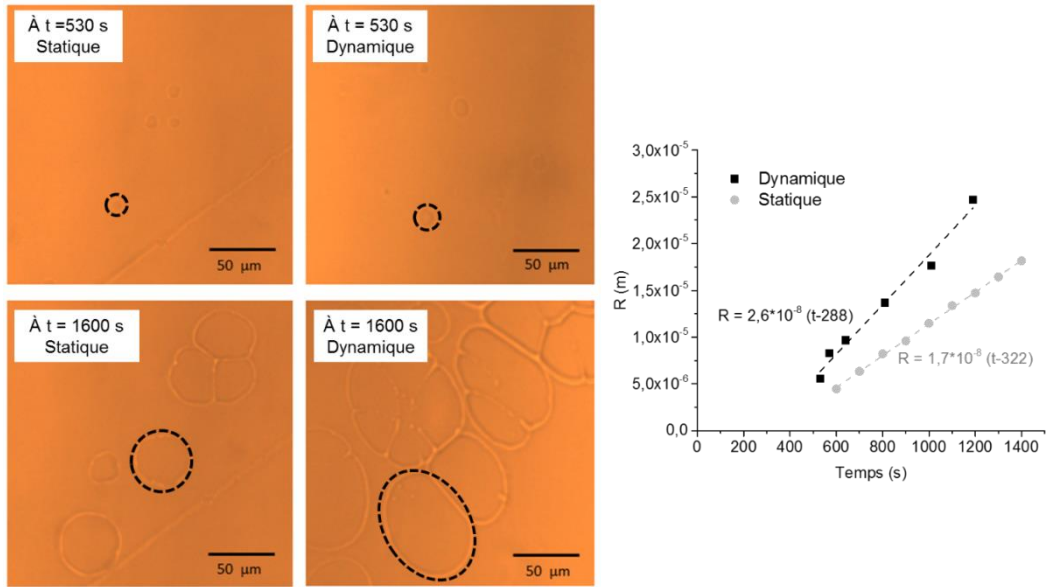 À t =530 s
Statique
À t = 530 s
Dynamique
50 µm
50 µm
À t = 1600 s
Statique
À t = 1600 s
Dynamique
50 µm
50 µm
3,0x10⁻⁵
2,5x10⁻⁵
2,0x10⁻⁵
1,5x10⁻⁵
1,0x10⁻⁵
5,0x10⁻⁶
0,0
R (m)
Dynamique
Statique
R = 2,6*10⁻⁸ (t-288)
R = 1,7*10⁻⁸ (t-322)
0 200 400 600 800 1000 1200 1400
Temps (s)